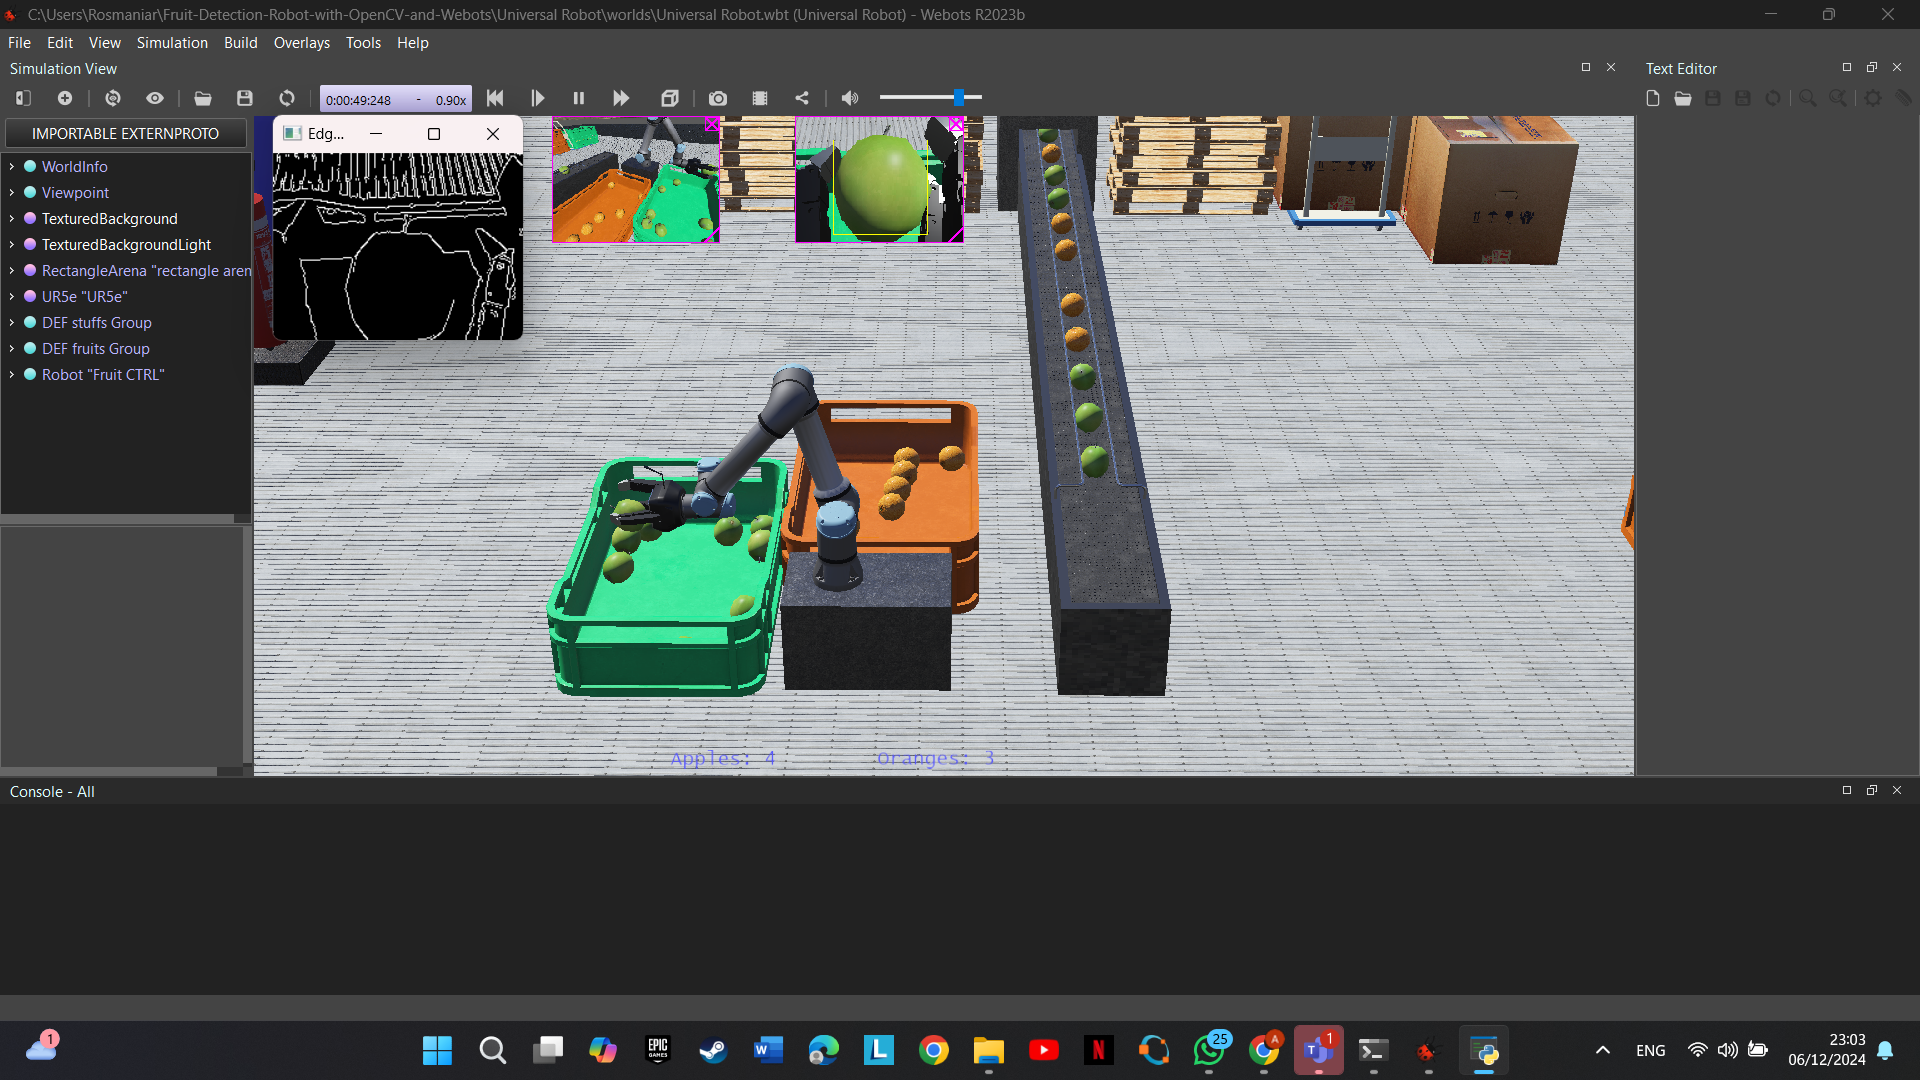 C:\Users\Rosmaniar\Fruit-Detection-Robot-with-OpenCV-and-Webots\Universal Robot\worlds\Universal Robot.wbt (Universal Robot) - Webots R2023b
File Edit View Simulation Build Overlays Tools Help
Simulation View
Text Editor
0:00:49:248 - 0.90x
IMPORTABLE EXTERNPROTO
Edg...
WorldInfo
Viewpoint
TexturedBackground
TexturedBackgroundLight
RectangleArena "rectangle aren
UR5e "UR5e"
DEF stuffs Group
DEF fruits Group
Robot "Fruit CTRL"
Apples: 4
Oranges: 3
Console - All
1
EPIC GAMES
W
L
N
25
A
1
ENG
23:03
06/12/2024